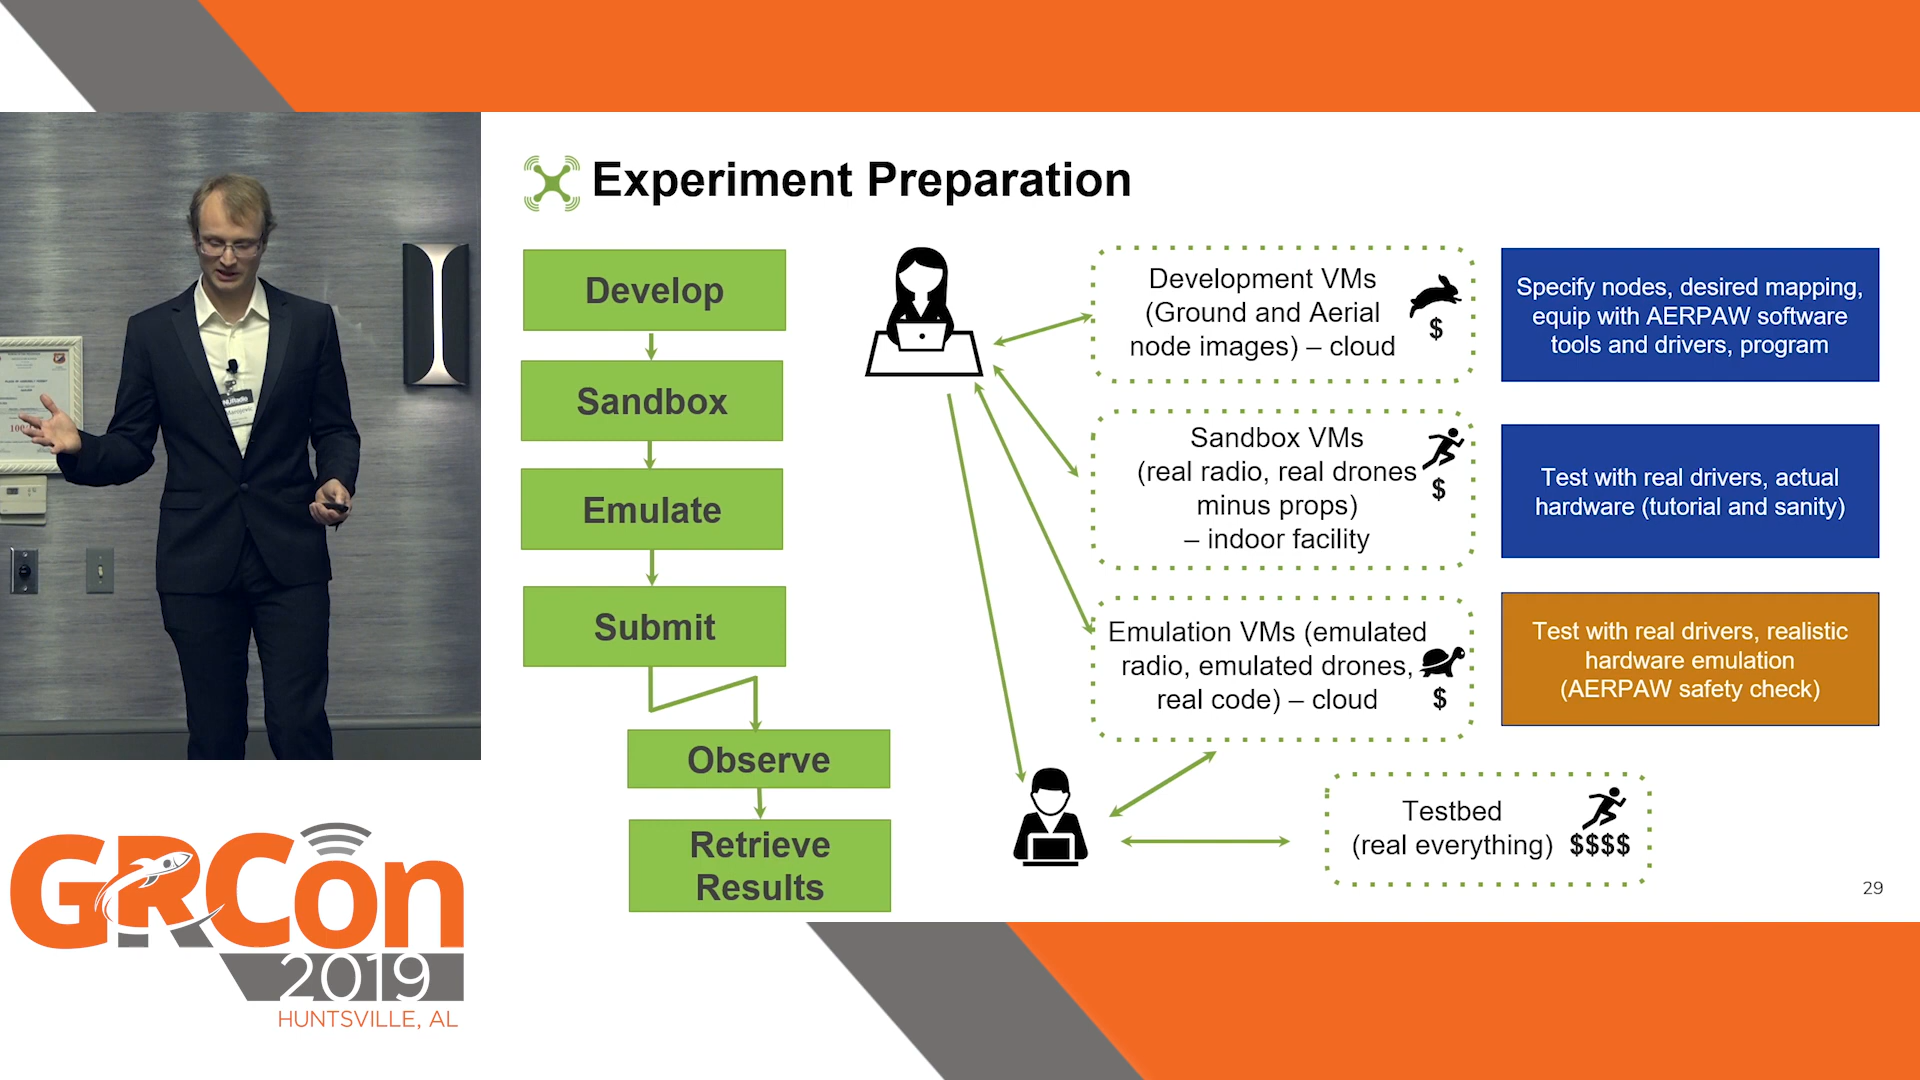 Experiment Preparation
Develop
Sandbox
Emulate
Submit
Observe
Retrieve
Results
Development VMs
(Ground and Aerial
node images) – cloud
$
Specify nodes, desired mapping,
equip with AERPAW software
tools and drivers, program
Sandbox VMs
(real radio, real drones
minus props)
– indoor facility
$
Test with real drivers, actual
hardware (tutorial and sanity)
Emulation VMs (emulated
radio, emulated drones,
real code) – cloud
$
Test with real drivers, realistic
hardware emulation
(AERPAW safety check)
Testbed
(real everything)
$$$$
29
GRCon
2019
HUNTSVILLE, AL